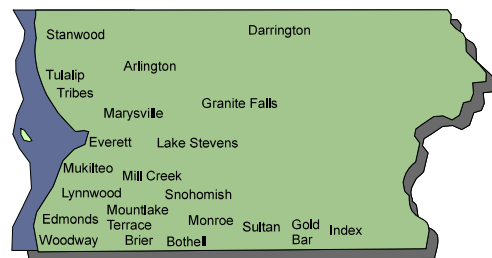 Darrington
Stanwood
Arlington
Tulalip
Tribes
Granite Falls
Marysville
Everett
Lake Stevens
Mukilteo
Mill Creek
Lynnwood
Snohomish
Mountlake
Terrace
Edmonds
Monroe
Sultan
Gold
Bar
Index
Woodway
Brier
Bothell